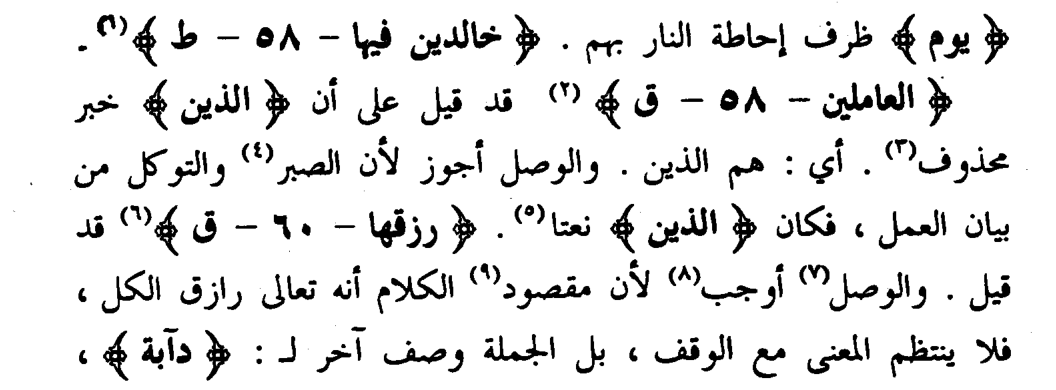 ﴿ يوم ﴾ ظرف إحاطة النار بهم . ﴿ خالدين فيها – ٥٨ – ط ﴾(١) .
﴿ العاملين – ٥٨ – ق ﴾ (٢) قد قيل على أن ﴿ الذين ﴾ خبر
محذوف(٣) . أي : هم الذين . والوصل أجوز لأن الصبر(٤) والتوكل من
بيان العمل ، فكان ﴿ الذين ﴾ نعتا(٥) . ﴿ رزقها – ٦٠ – ق ﴾(٦) قد
قيل . والوصل(٧) أوجب(٨) لأن مقصود(٩) الكلام أنه تعالى رازق الكل ،
فلا ينتظم المعنى مع الوقف ، بل الجملة وصف آخر لـ : ﴿ دآبة ﴾ ،